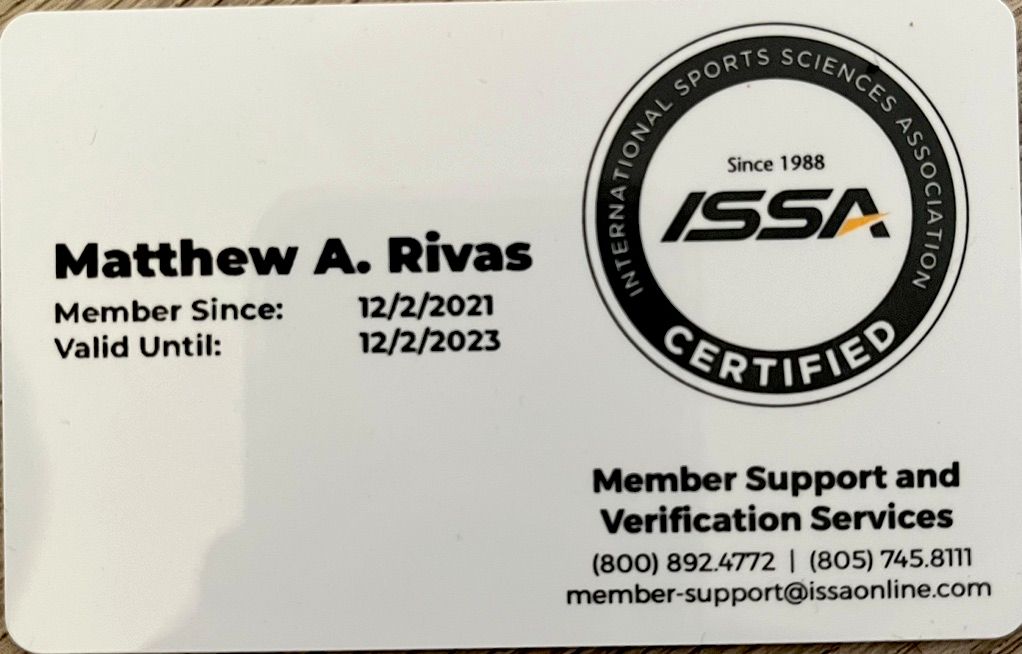 INTERNATIONAL SPORTS SCIENCES ASSOCIATION
Since 1988
ISSA
CERTIFIED
Matthew A. Rivas
Member Since: 12/2/2021
Valid Until: 12/2/2023
Member Support and
Verification Services
(800) 892.4772 | (805) 745.8111
member-support@issaonline.com